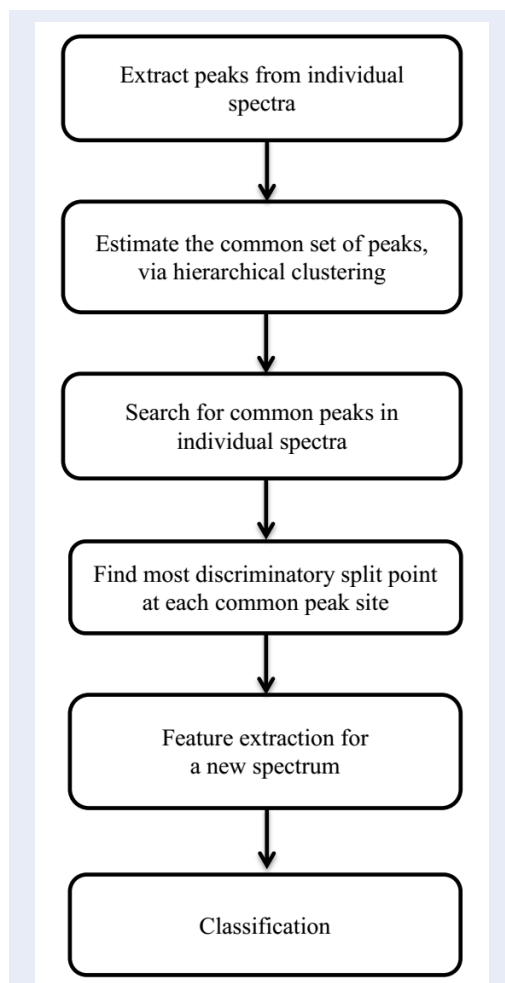 Extract peaks from individual
spectra
Estimate the common set of peaks,
via hierarchical clustering
Search for common peaks in
individual spectra
Find most discriminatory split point
at each common peak site
Feature extraction for
a new spectrum
Classification